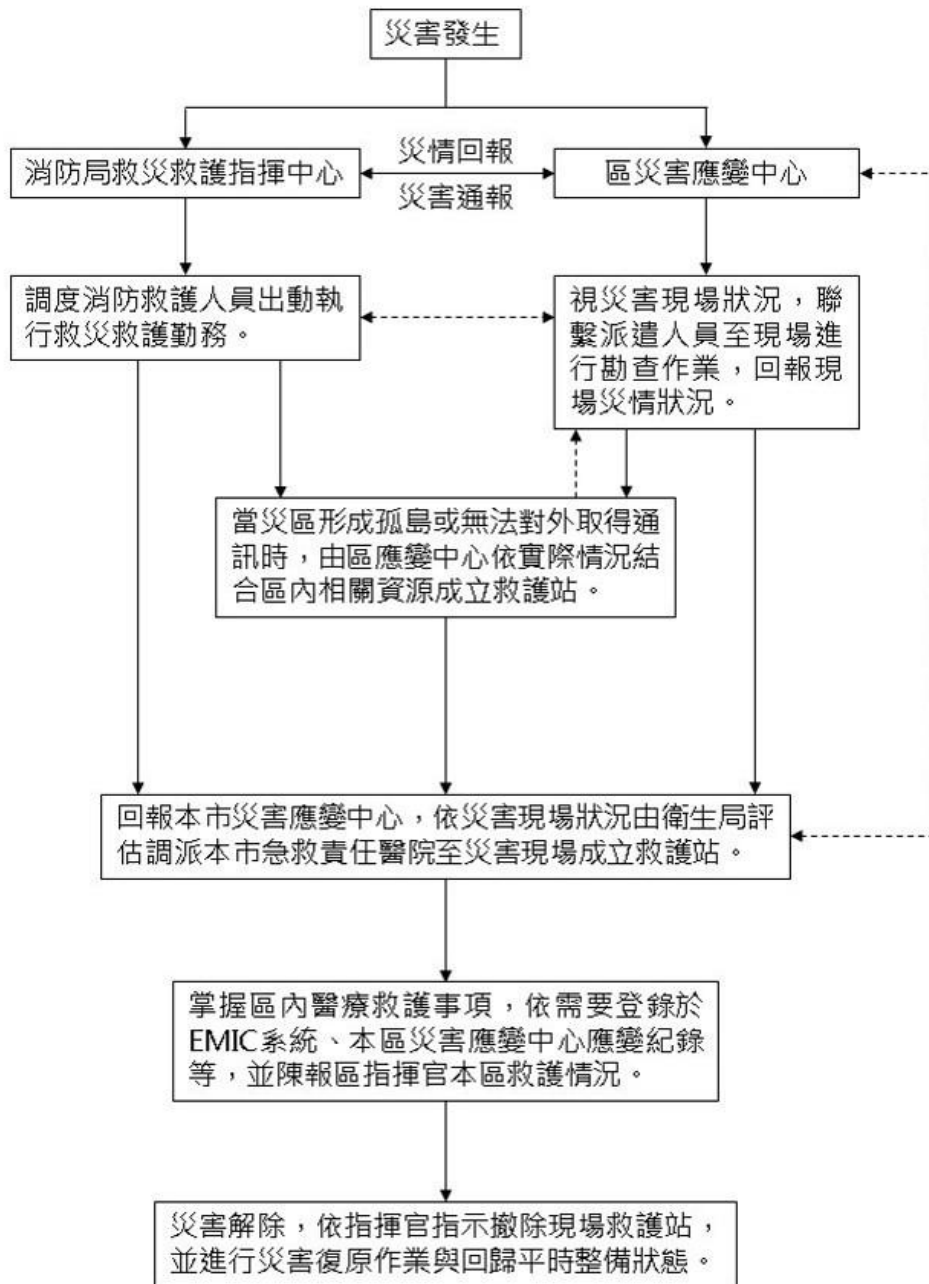 災害發生
消防局救災救護指揮中心
災情回報
災害通報
區災害應變中心
調度消防救護人員出動執
行救災救護勤務。
視災害現場狀況，聯
繫派遣人員至現場進
行勘查作業，回報現
場災情狀況。
當災區形成孤島或無法對外取得通
訊時，由區應變中心依實際情況結
合區內相關資源成立救護站。
回報本市災害應變中心，依災害現場狀況由衛生局評
估調派本市急救責任醫院至災害現場成立救護站。
掌握區內醫療救護事項，依需要登錄於
EMIC系統、本區災害應變中心應變紀錄
等，並陳報區指揮官本區救護情況。
災害解除，依指揮官指示撤除現場救護站，
並進行災害復原作業與回歸平時整備狀態。